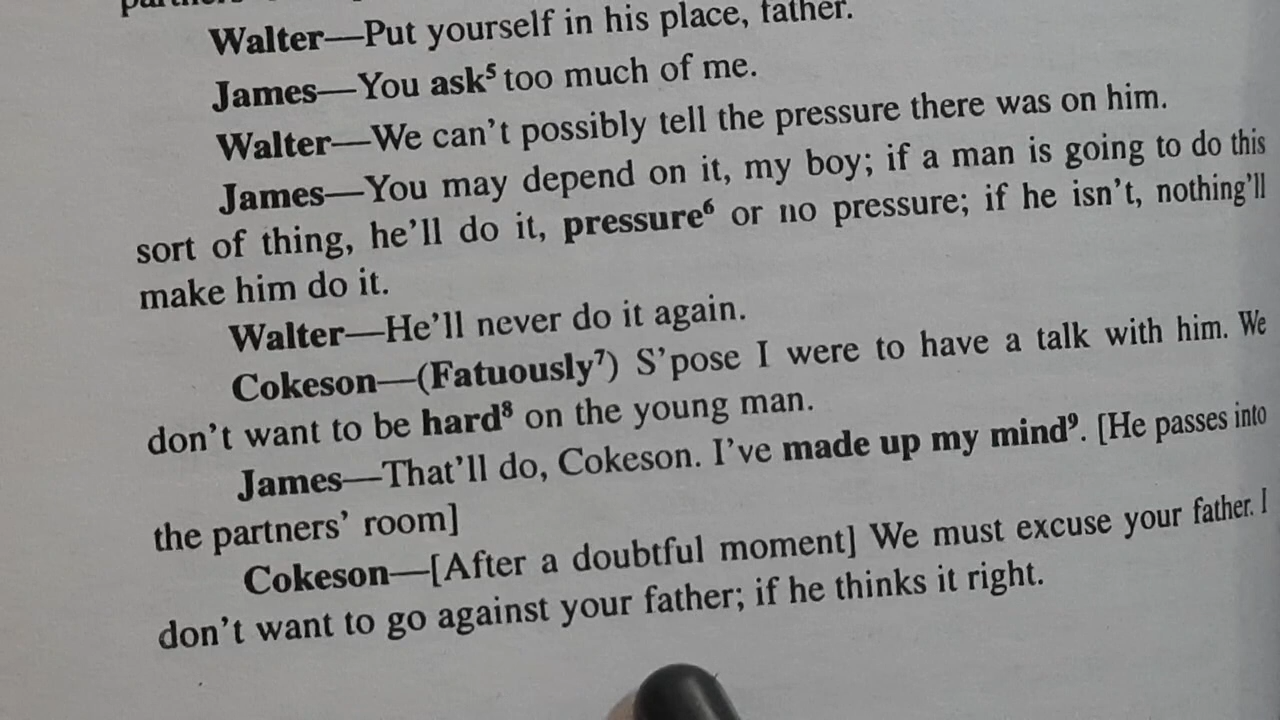 Walter—Put yourself in his place, father.
James—You ask⁵ too much of me.
Walter—We can't possibly tell the pressure there was on him.
James—You may depend on it, my boy; if a man is going to do this
sort of thing, he'll do it, pressure⁶ or no pressure; if he isn't, nothing'll
make him do it.
Walter—He'll never do it again.
Cokeson—(Fatuously⁷) S'pose I were to have a talk with him. We
don't want to be hard⁸ on the young man.
James—That'll do, Cokeson. I've made up my mind⁹. [He passes into
the partners' room]
Cokeson—[After a doubtful moment] We must excuse your father. I
don't want to go against your father; if he thinks it right.